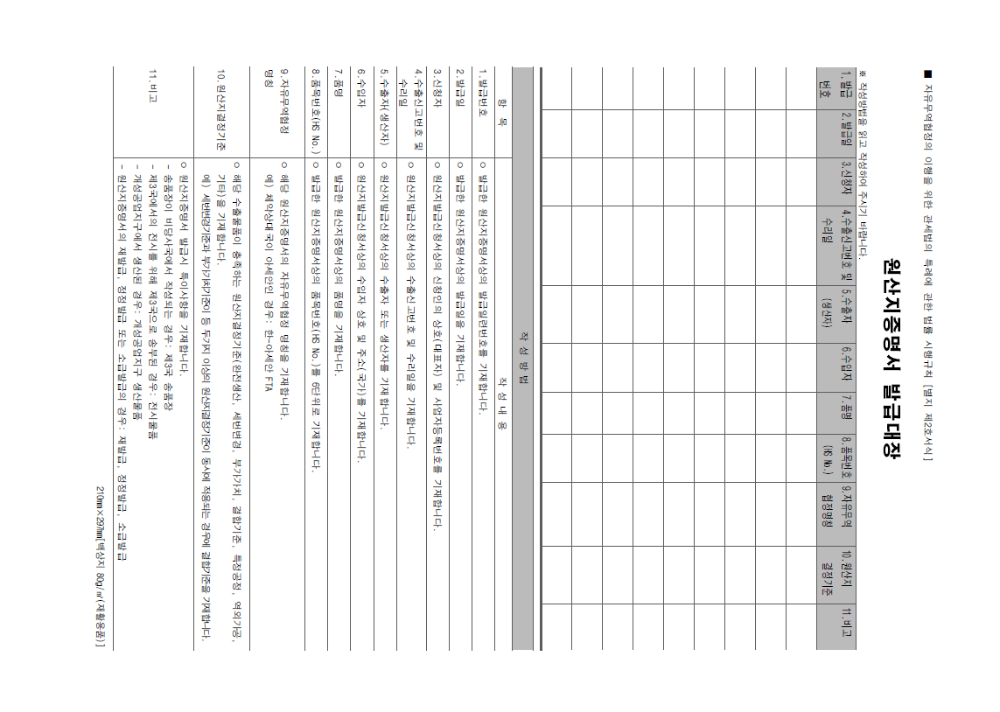 ■ 자유무역협정의 이행을 위한 관세법의 특례에 관한 법률 시행규칙 [별지 제2호서식]
원산지증명서 발급대장
※ 작성방법을 읽고 작성하여 주시기 바랍니다.
1.발급
번호
2.발급일
3.신청자
4.수출신고번호 및
수리일
5.수출자
(생산자)
6.수입자
7.품명
8.품목번호
(HS No.)
9.자유무역
협정명칭
10.원산지
결정기준
11.비고
작 성 방 법
항 목
작 성 내 용
1.발급번호
○ 발급한 원산지증명서상의 발급일련번호를 기재합니다.
2.발급일
○ 발급한 원산지증명서상의 발급일을 기재합니다.
3.신청자
○ 원산지발급신청서상의 신청인의 상호(대표자) 및 사업자등록번호를 기재합니다.
4.수출신고번호 및
수리일
○ 원산지발급신청서상의 수출신고번호 및 수리일을 기재합니다.
5.수출자(생산자)
○ 원산지발급신청서상의 수출자 또는 생산자를 기재합니다.
6.수입자
○ 원산지발급신청서상의 수입자 상호 및 주소(국가)를 기재합니다.
7.품명
○ 발급한 원산지증명서상의 품명을 기재합니다.
8.품목번호(HS No.)
○ 발급한 원산지증명서상의 품목번호(HS No.)를 6단위로 기재합니다.
9.자유무역협정
명칭
○ 해당 원산지증명서의 자유무역협정 명칭을 기재합니다.
예) 체약상대국이 아세안인 경우: 한-아세안 FTA
10.원산지결정기준
○ 해당 수출물품이 충족하는 원산지결정기준(완전생산, 세번변경, 부가가치, 결합기준, 특정공정, 역외가공,
기타)을 기재합니다.
예) 세번변경기준과 부가가치기준이 등 두가지 이상의 원산지결정기준이 동시에 적용되는 경우에 결합기준을 기재합니다.
11.비고
○ 원산지증명서 발급시 특이사항을 기재합니다.
- 송품장이 비당사국에서 작성되는 경우: 제3국 송품장
- 제3국에서의 전시를 위해 제3국으로 송부된 경우: 전시물품
- 개성공업지구에서 생산된 경우: 개성공업지구 생산물품
- 원산지증명서의 재발급, 정정발급 또는 소급발급의 경우: 재발급, 정정발급, 소급발급
210㎜×297㎜[백상지 80g/㎡(재활용품)]